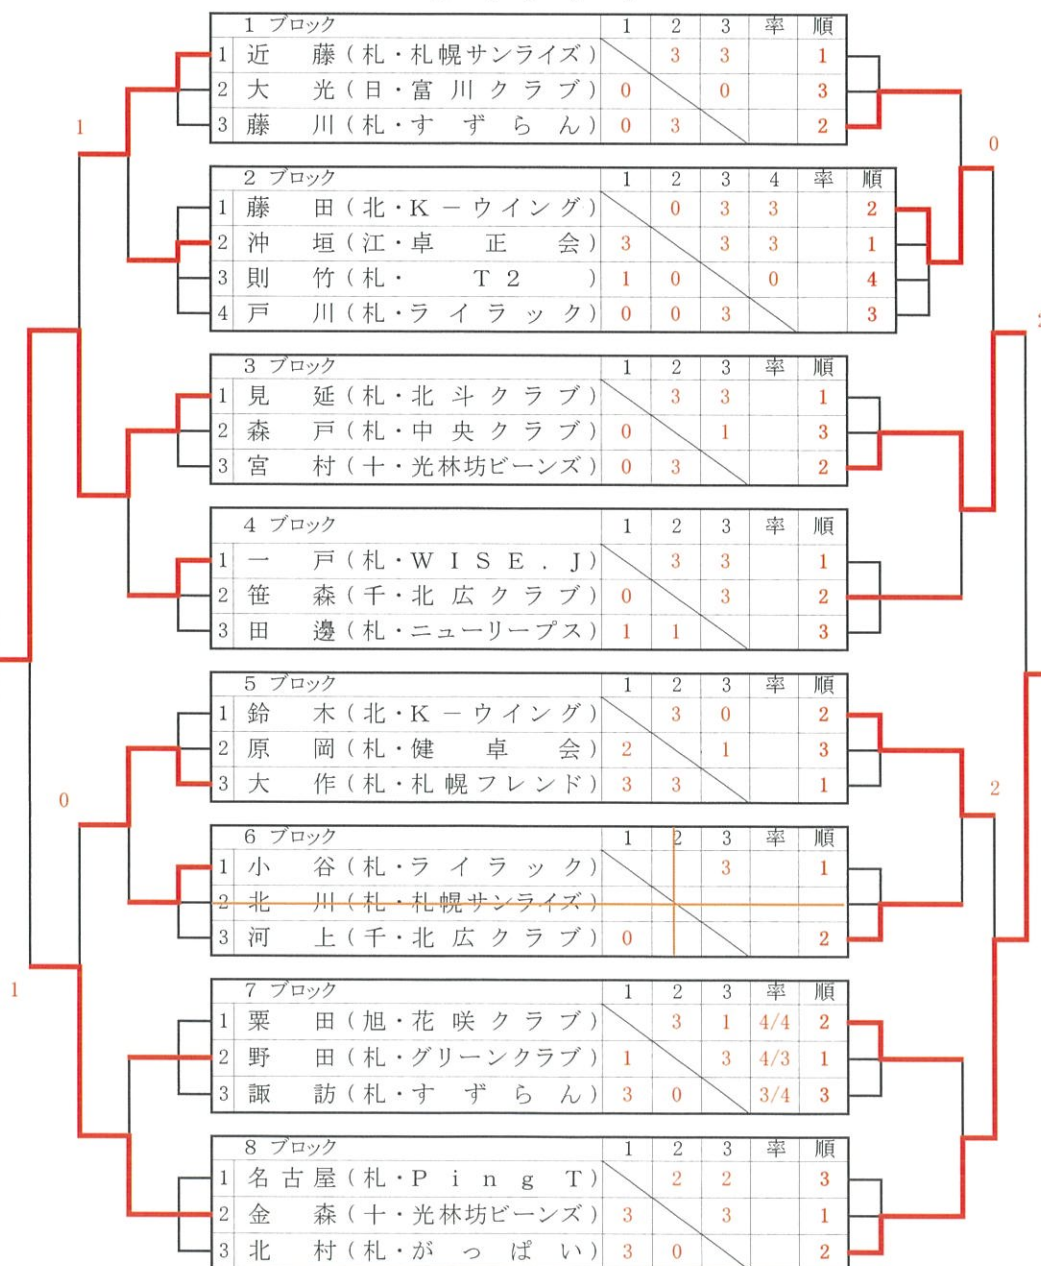 1 ブロック 1 2 3 率 順
1 近 藤 (札・札幌サンライズ) 3 3 1
2 大 光 (日・富川クラブ) 0 0 3
3 藤 川 (札・すずらん) 0 3 2
1
0
2 ブロック 1 2 3 4 率 順
1 藤 田 (北・K-ウイング) 0 3 3 2
2 沖 垣 (江・卓正会) 3 3 3 1
3 則 竹 (札・T2) 1 0 0 4
4 戸 川 (札・ライラック) 0 0 3 3
3 ブロック 1 2 3 率 順
1 見 延 (札・北斗クラブ) 3 3 1
2 森 戸 (札・中央クラブ) 0 1 3
3 宮 村 (十・光林坊ビーンズ) 0 3 2
4 ブロック 1 2 3 率 順
1 一 戸 (札・WISE.J) 3 3 1
2 笹 森 (千・北広クラブ) 0 3 2
3 田 邊 (札・ニューリープス) 1 1 3
5 ブロック 1 2 3 率 順
1 鈴 木 (北・K-ウイング) 3 0 2
2 原 岡 (札・健卓会) 2 1 3
3 大 作 (札・札幌フレンド) 3 3 1
0
2
6 ブロック 1 2 3 率 順
1 小 谷 (札・ライラック) 3 1
2 北 川 (札・札幌サンライズ)
3 河 上 (千・北広クラブ) 0 2
1
7 ブロック 1 2 3 率 順
1 栗 田 (旭・花咲クラブ) 3 1 4/4 2
2 野 田 (札・グリーンクラブ) 1 3 4/3 1
3 諏 訪 (札・すずらん) 3 0 3/4 3
8 ブロック 1 2 3 率 順
1 名古屋 (札・Ping T) 2 2 3
2 金 森 (十・光林坊ビーンズ) 3 3 1
3 北 村 (札・がっぱい) 3 0 2